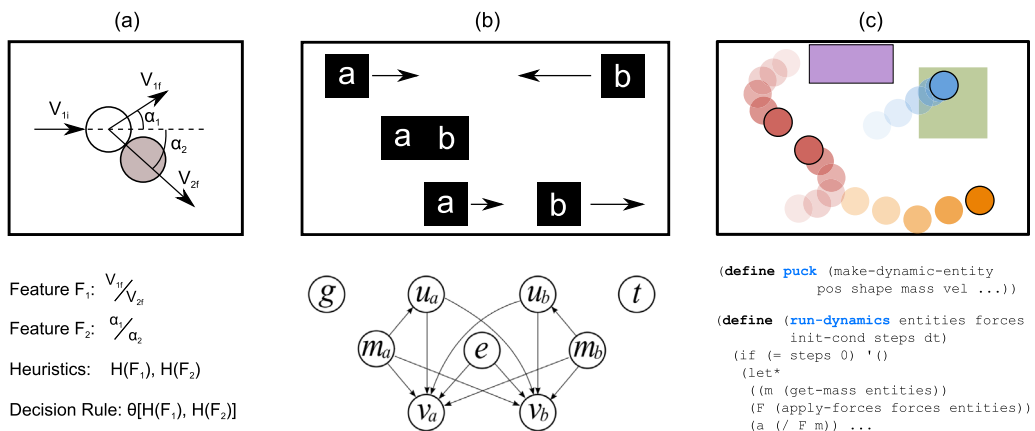 (a)
V1i
V1f
α1
α2
V2f
Feature F1: V1f/V2f
Feature F2: α1/α2
Heuristics: H(F1), H(F2)
Decision Rule: θ[H(F1), H(F2)]
(b)
a b
a b
a b
g ua ub t
ma e mb
va vb
(c)
(define puck (make-dynamic-entity
pos shape mass vel ...))
(define (run-dynamics entities forces
init-cond steps dt)
(if (= steps 0) '()
(let*
((m (get-mass entities))
(F (apply-forces forces entities))
(a (/ F m)) ...